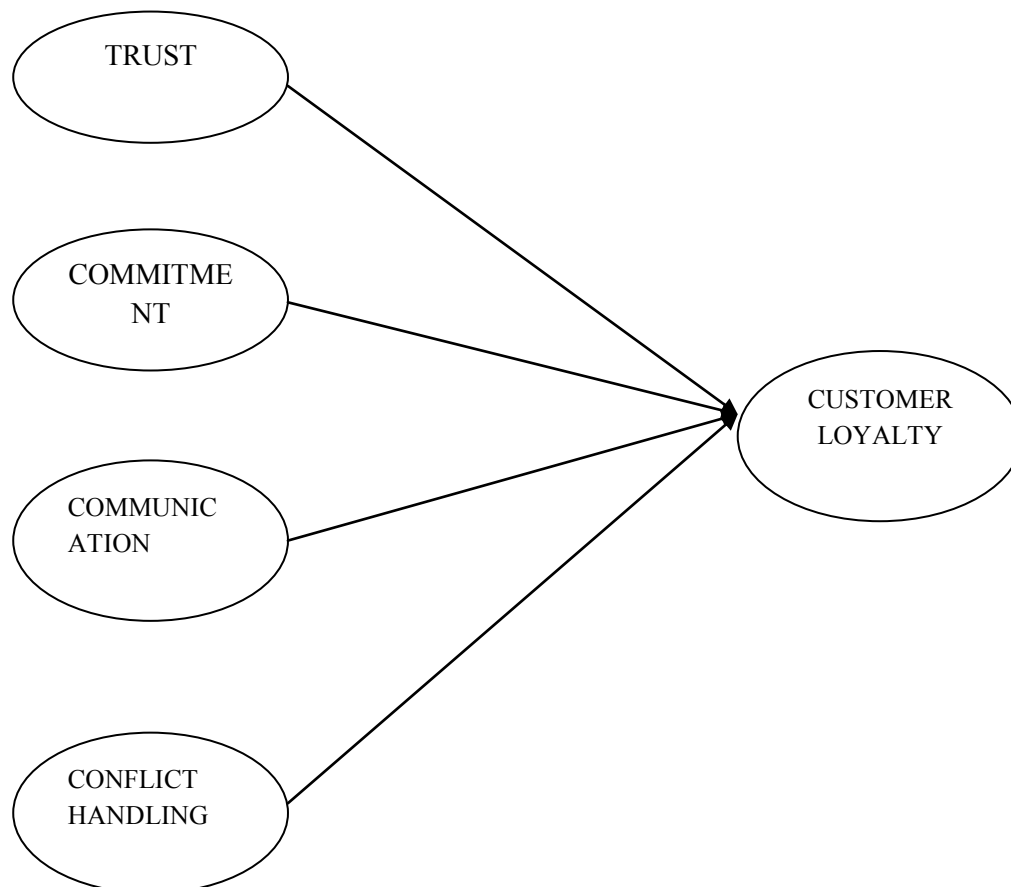 TRUST
COMMITME
NT
COMMUNIC
ATION
CONFLICT
HANDLING
CUSTOMER
LOYALTY